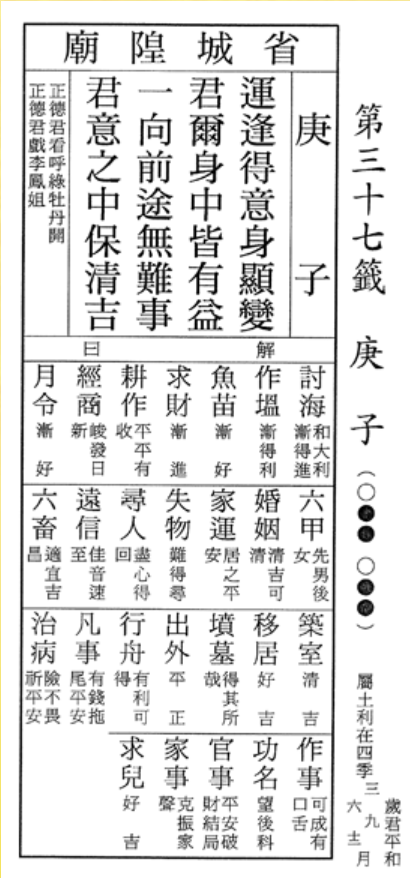 第三十七籤 庚子
屬土利在四季 三六九十二月
歲君平和
省城隍廟
庚子
運逢得意身顯變
君爾身中皆有益
一向前途無難事
君意之中保清吉
正德君看呼綠牡丹開
正德君戲李鳳姐
解曰
討海 和大利漸得進
作塭 漸得利
魚苗 漸好
求財 漸進
耕作 平平有收
經商 峻發日新
月令 漸好
六甲 先男後女
婚姻 清吉可清
家運 居之平安
失物 難得尋
尋人 盡心得回
遠信 佳音速至
六畜 適宜吉昌
築室 清吉
移居 好吉
墳墓 得其所哉
出外 平正
行舟 有利可得
凡事 有錢拖尾平安
治病 險不畏祈平安
作事 可成有口舌
功名 望後科
官事 平安破財結局
家事 克振家聲
求兒 好吉